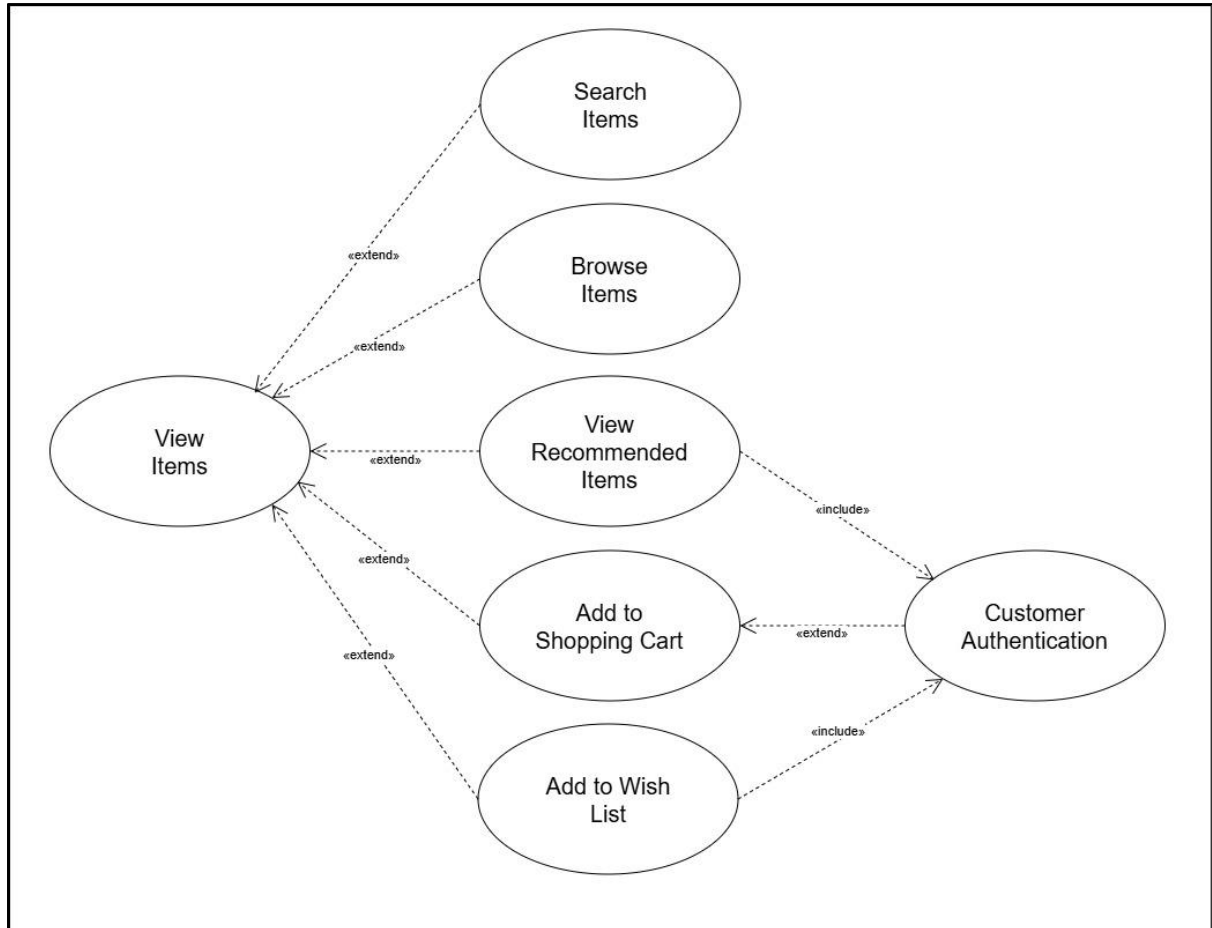 Search
Items
«extend»
Browse
Items
«extend»
View
Items
«extend»
View
Recommended
Items
«include»
«extend»
Add to
Shopping Cart
«extend»
Customer
Authentication
«extend»
«include»
Add to Wish
List